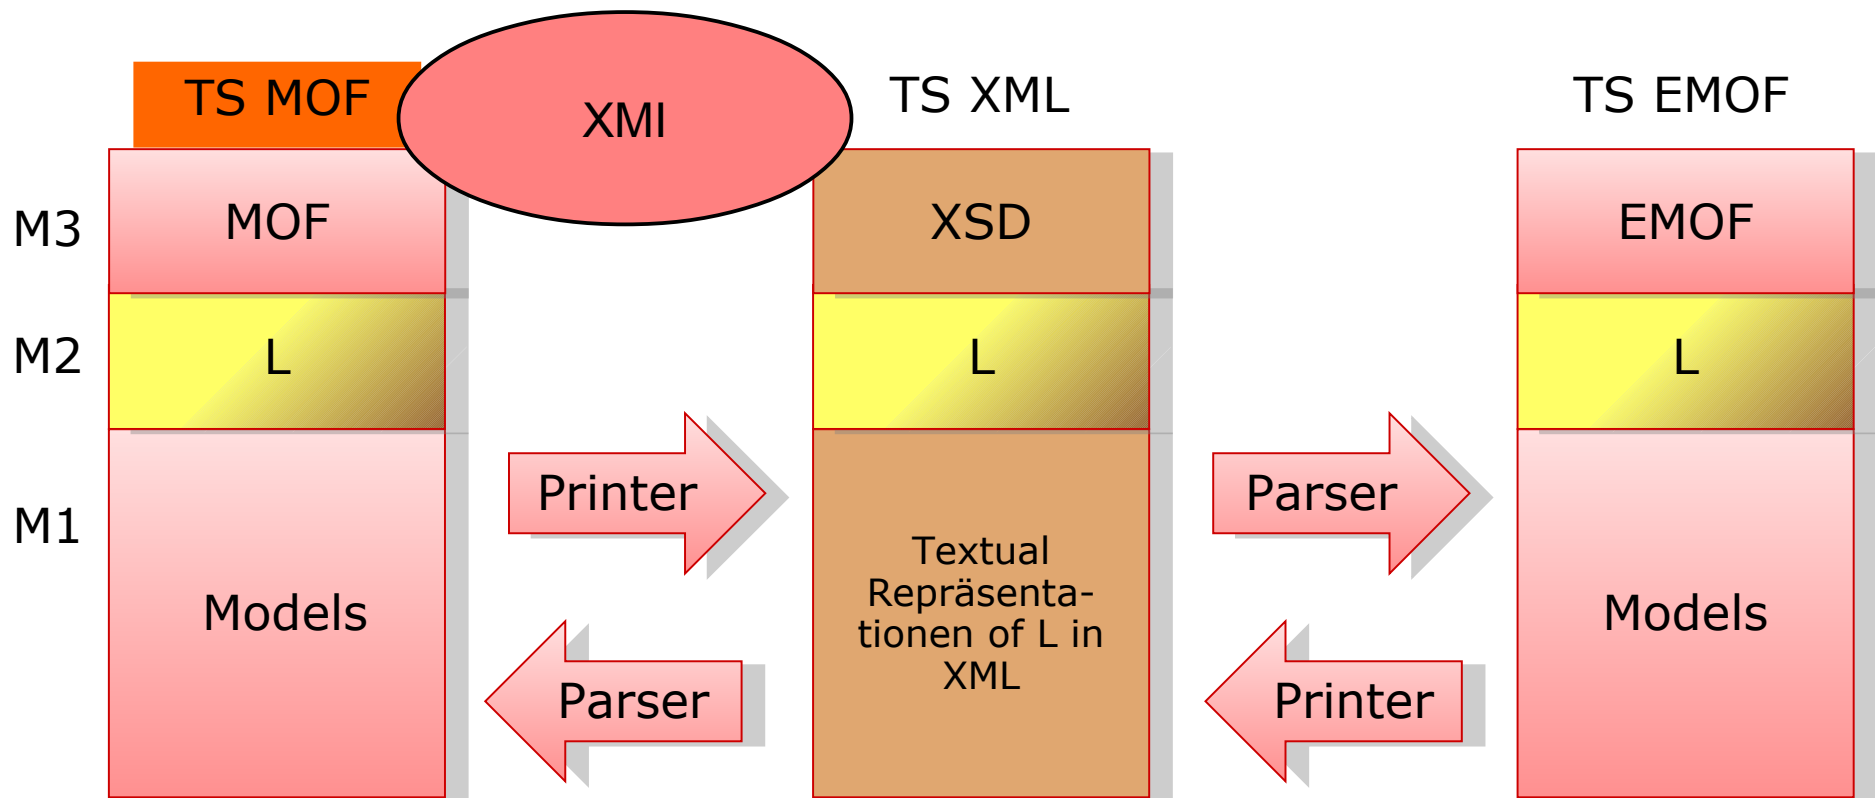 TS MOF
XMI
TS XML
TS EMOF
M3
MOF
XSD
EMOF
M2
L
L
L
M1
Printer
Parser
Models
Textual
Repräsenta-
tionen of L in
XML
Models
Parser
Printer